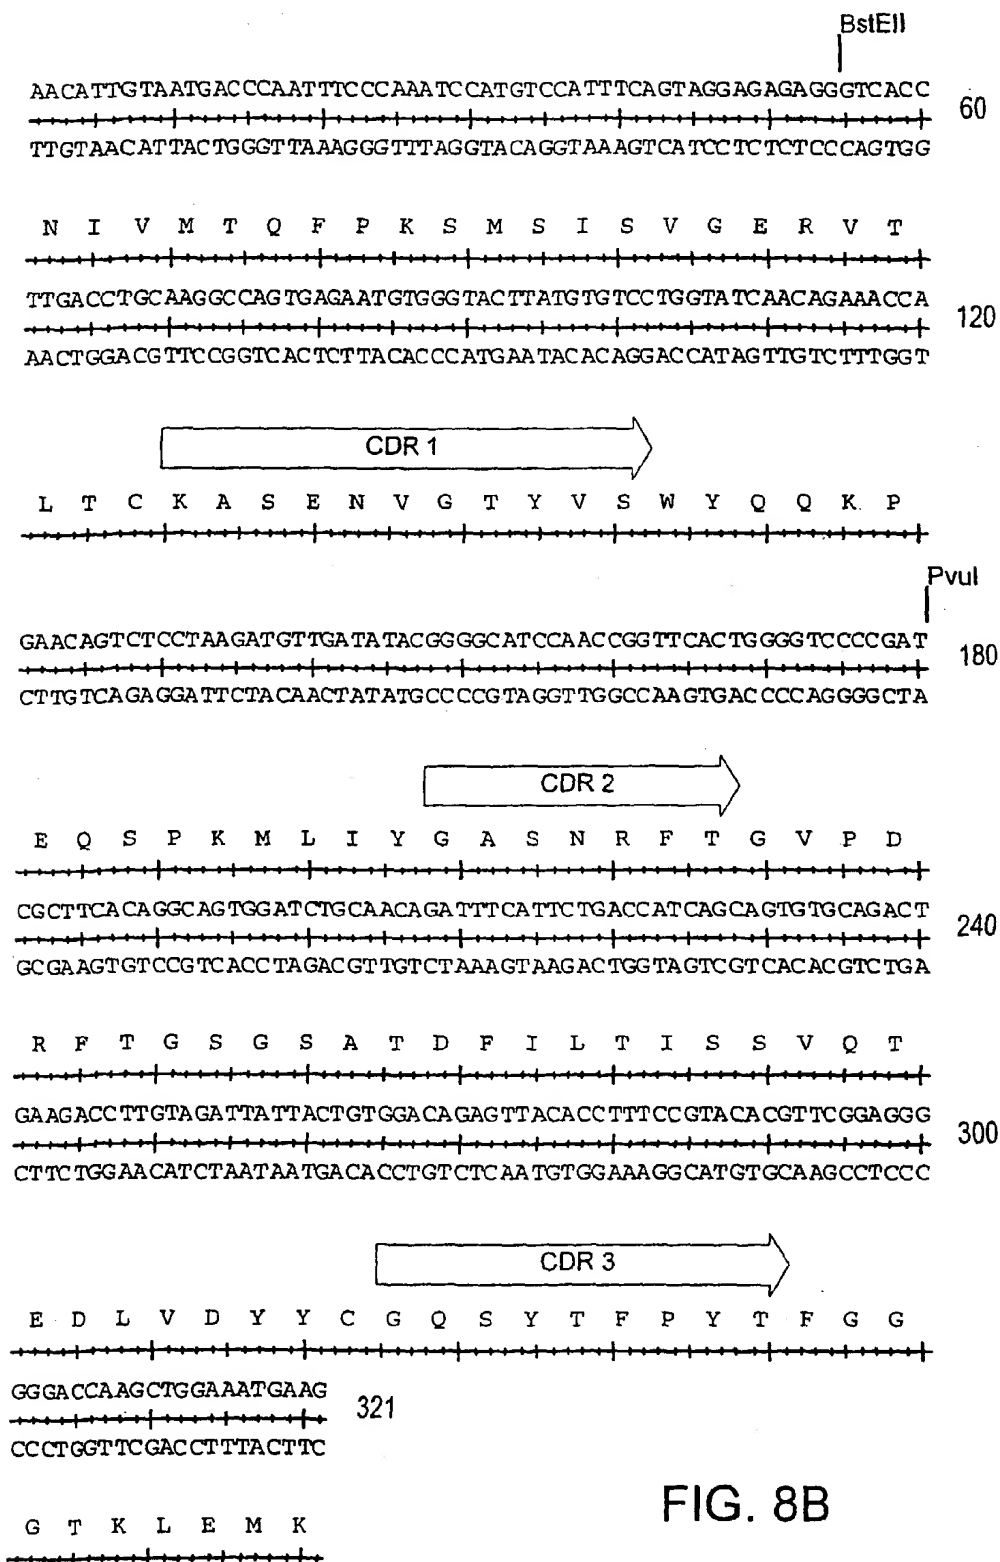 BstEII
AACATTGTAATGACCCAATTTCCCAAATCCATGTCCATTTCAGTAGGAGAGAGGGTCACC
60
TTGTAACATTACTGGGTTAAAGGGTTTAGGTACAGGTAAAGTCATCCTCTCTCCCAGTGG
N I V M T Q F P K S M S I S V G E R V T
TTGACCTGCAAGGCCAGTGAGAATGTGGGTACTTATGTGTCCTGGTATCAACAGAAACCA
120
AACTGGACGTTCCGGTCACTCTTACACCCATGAATACACAGGACCATAGTTGTCTTTGGT
CDR 1
L T C K A S E N V G T Y V S W Y Q Q K P
PvuI
GAACAGTCTCCTAAGATGTTGATATACGGGGCATCCAACCGGTTCACTGGGGTCCCCGAT
180
CTTGTCAGAGGATTCTACAACTATATGCCCCGTAGGTTGGCCAAGTGACCCCAGGGGCTA
CDR 2
E Q S P K M L I Y G A S N R F T G V P D
CGCTTCACAGGCAGTGGATCTGCAACAGATTTCATTCTGACCATCAGCAGTGTGCAGACT
240
GCGAAGTGTCCGTCACCTAGACGTTGTCTAAAGTAAGACTGGTAGTCGTCACACGTCTGA
R F T G S G S A T D F I L T I S S V Q T
GAAGACCTTGTAGATTATTACTGTGGACAGAGTTACACCTTTCCGTACACGTTCGGAGGG
300
CTTCTGGAACATCTAATAATGACACCTGTCTCAATGTGGAAAGGCATGTGCAAGCCTCCC
CDR 3
E D L V D Y Y C G Q S Y T F P Y T F G G
GGGACCAAGCTGGAAATGAAG
321
CCCTGGTTCGACCTTTACTTC
FIG. 8B
G T K L E M K